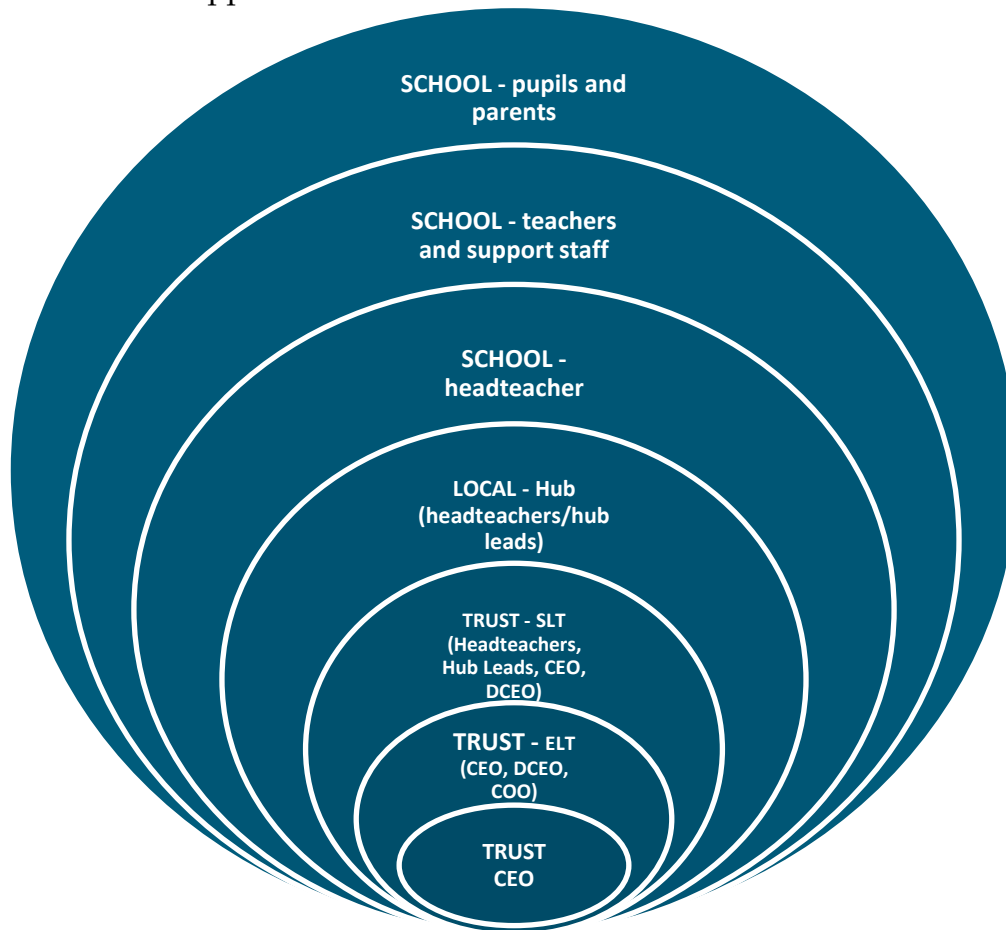 SCHOOL - pupils and
parents
SCHOOL - teachers
and support staff
SCHOOL -
headteacher
LOCAL - Hub
(headteachers/hub
leads)
TRUST - SLT
(Headteachers,
Hub Leads, CEO,
DCEO)
TRUST - ELT
(CEO, DCEO,
COO)
TRUST
CEO